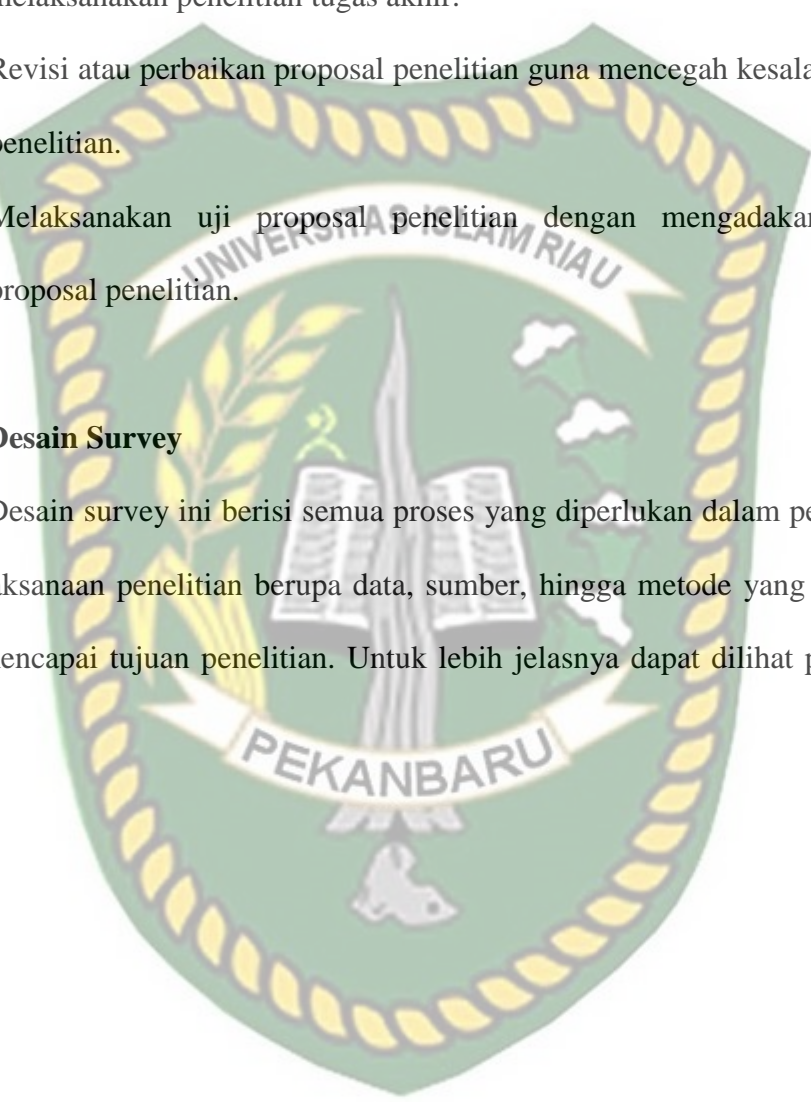 melaksanakan penelitian tugas akhir.
Revisi atau perbaikan proposal penelitian guna mencegah kesala
penelitian.
Melaksanakan uji proposal penelitian dengan mengadakan
proposal penelitian.
UNIVERSITAS ISLAM RIAU
Desain Survey
Desain survey ini berisi semua proses yang diperlukan dalam pe
aksanaan penelitian berupa data, sumber, hingga metode yang
encapai tujuan penelitian. Untuk lebih jelasnya dapat dilihat p
PEKANBARU